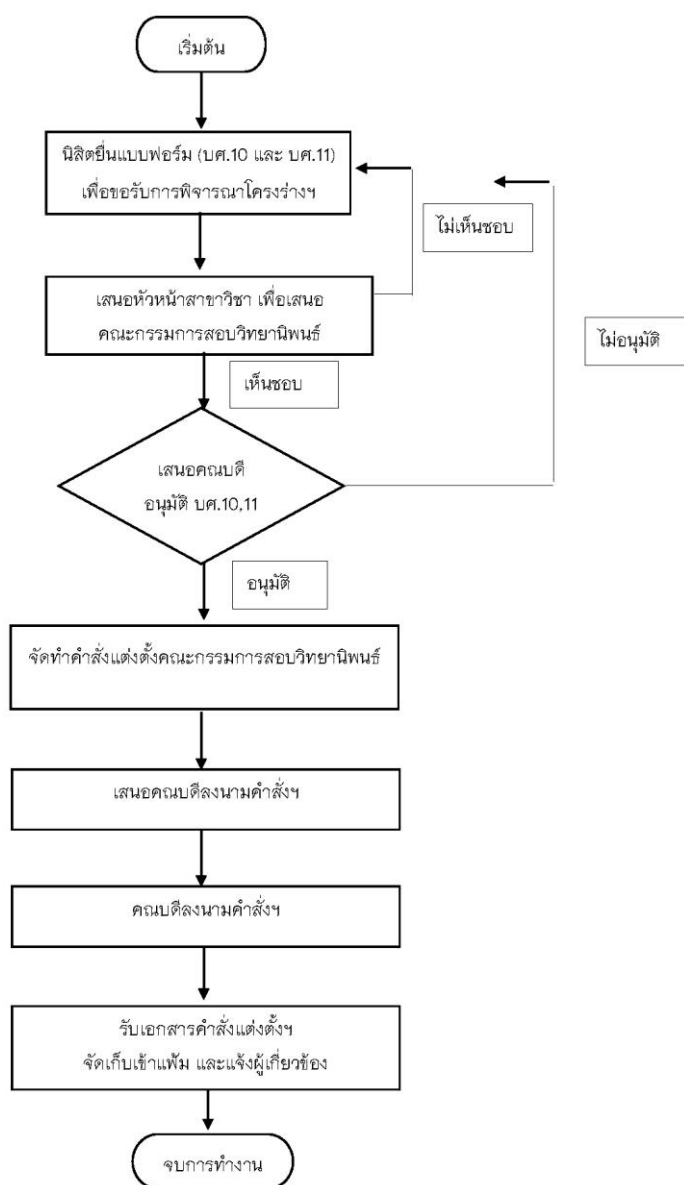 เริ่มต้น
นิสิตยื่นแบบฟอร์ม (บศ.10 และ บศ.11)
เพื่อขอรับการพิจารณาโครงร่างฯ
ไม่เห็นชอบ
เสนอหัวหน้าสาขาวิชา เพื่อเสนอ
คณะกรรมการสอบวิทยานิพนธ์
ไม่อนุมัติ
เห็นชอบ
เสนอคณบดี
อนุมัติ บศ.10,11
อนุมัติ
จัดทำคำสั่งแต่งตั้งคณะกรรมการสอบวิทยานิพนธ์
เสนอคณบดีลงนามคำสั่งฯ
คณบดีลงนามคำสั่งฯ
รับเอกสารคำสั่งแต่งตั้งฯ
จัดเก็บเข้าแฟ้ม และแจ้งผู้เกี่ยวข้อง
จบการทำงาน